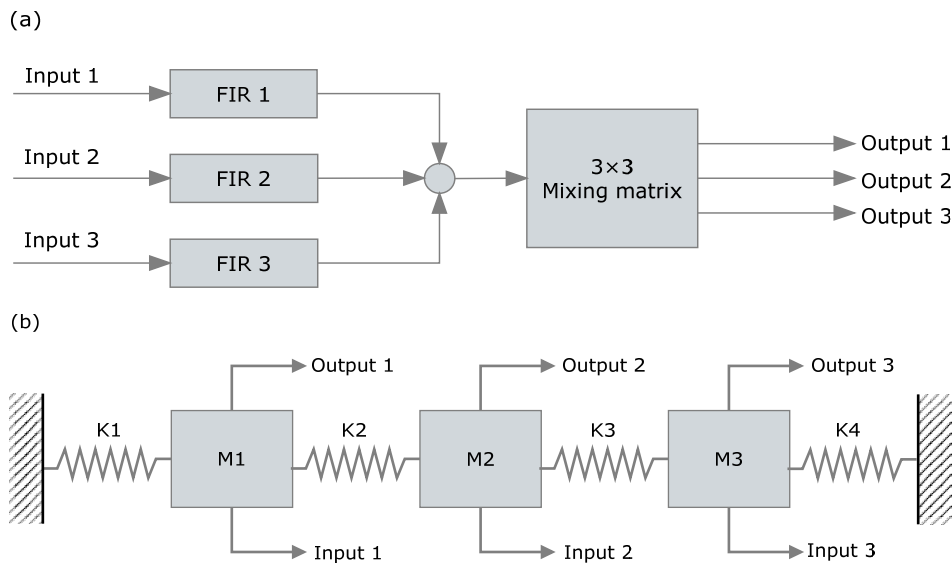 (a)
Input 1
FIR 1
Input 2
FIR 2
Input 3
FIR 3
3×3
Mixing matrix
Output 1
Output 2
Output 3
(b)
Output 1
Output 2
Output 3
K1
M1
K2
M2
K3
M3
K4
Input 1
Input 2
Input 3